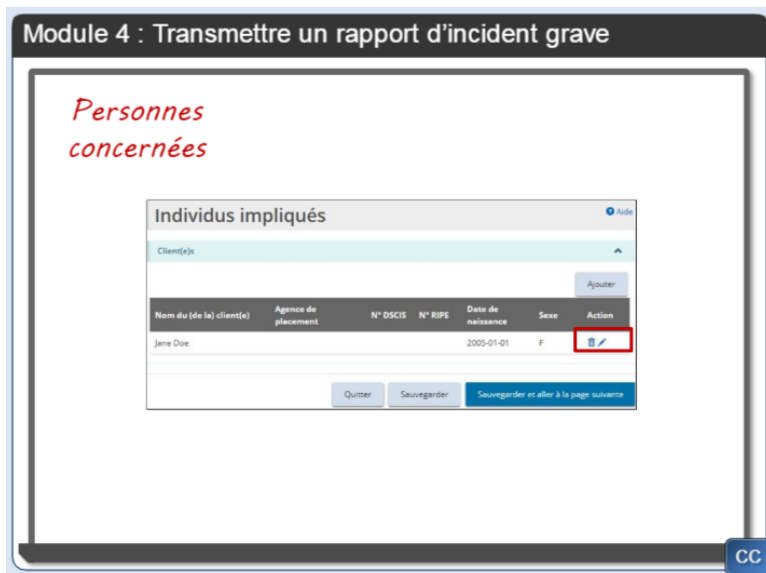 Module 4 : Transmettre un rapport d'incident grave
Personnes
concernées
Individus impliqués
Aide
Client(e)s
Ajouter
Nom du (de la) client(e) Agence de placement N° DSCIS N° RIPE Date de naissance Sexe Action
Jane Doe 2005-01-01 F
Quitter Sauvegarder Sauvegarder et aller à la page suivante
CC